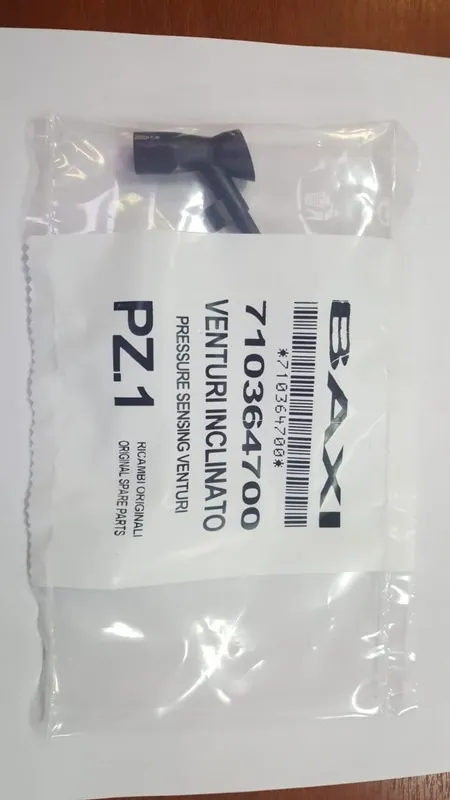 BAXI
*710364700*
710364700
VENTURI INCLINATO
PRESSURE SENSING VENTURI
PZ.1
RICAMBI ORIGINALI
ORIGINAL SPARE PARTS